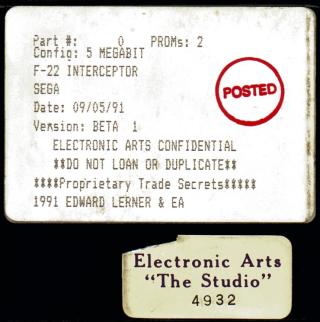 Part #: 0 PROMs: 2
Config: 5 MEGABIT
F-22 INTERCEPTOR
SEGA
Date: 09/05/91
Version: BETA 1
ELECTRONIC ARTS CONFIDENTIAL
**DO NOT LOAN OR DUPLICATE**
****Proprietary Trade Secrets*****
1991 EDWARD LERNER & EA
POSTED
Electronic Arts
"The Studio"
4932